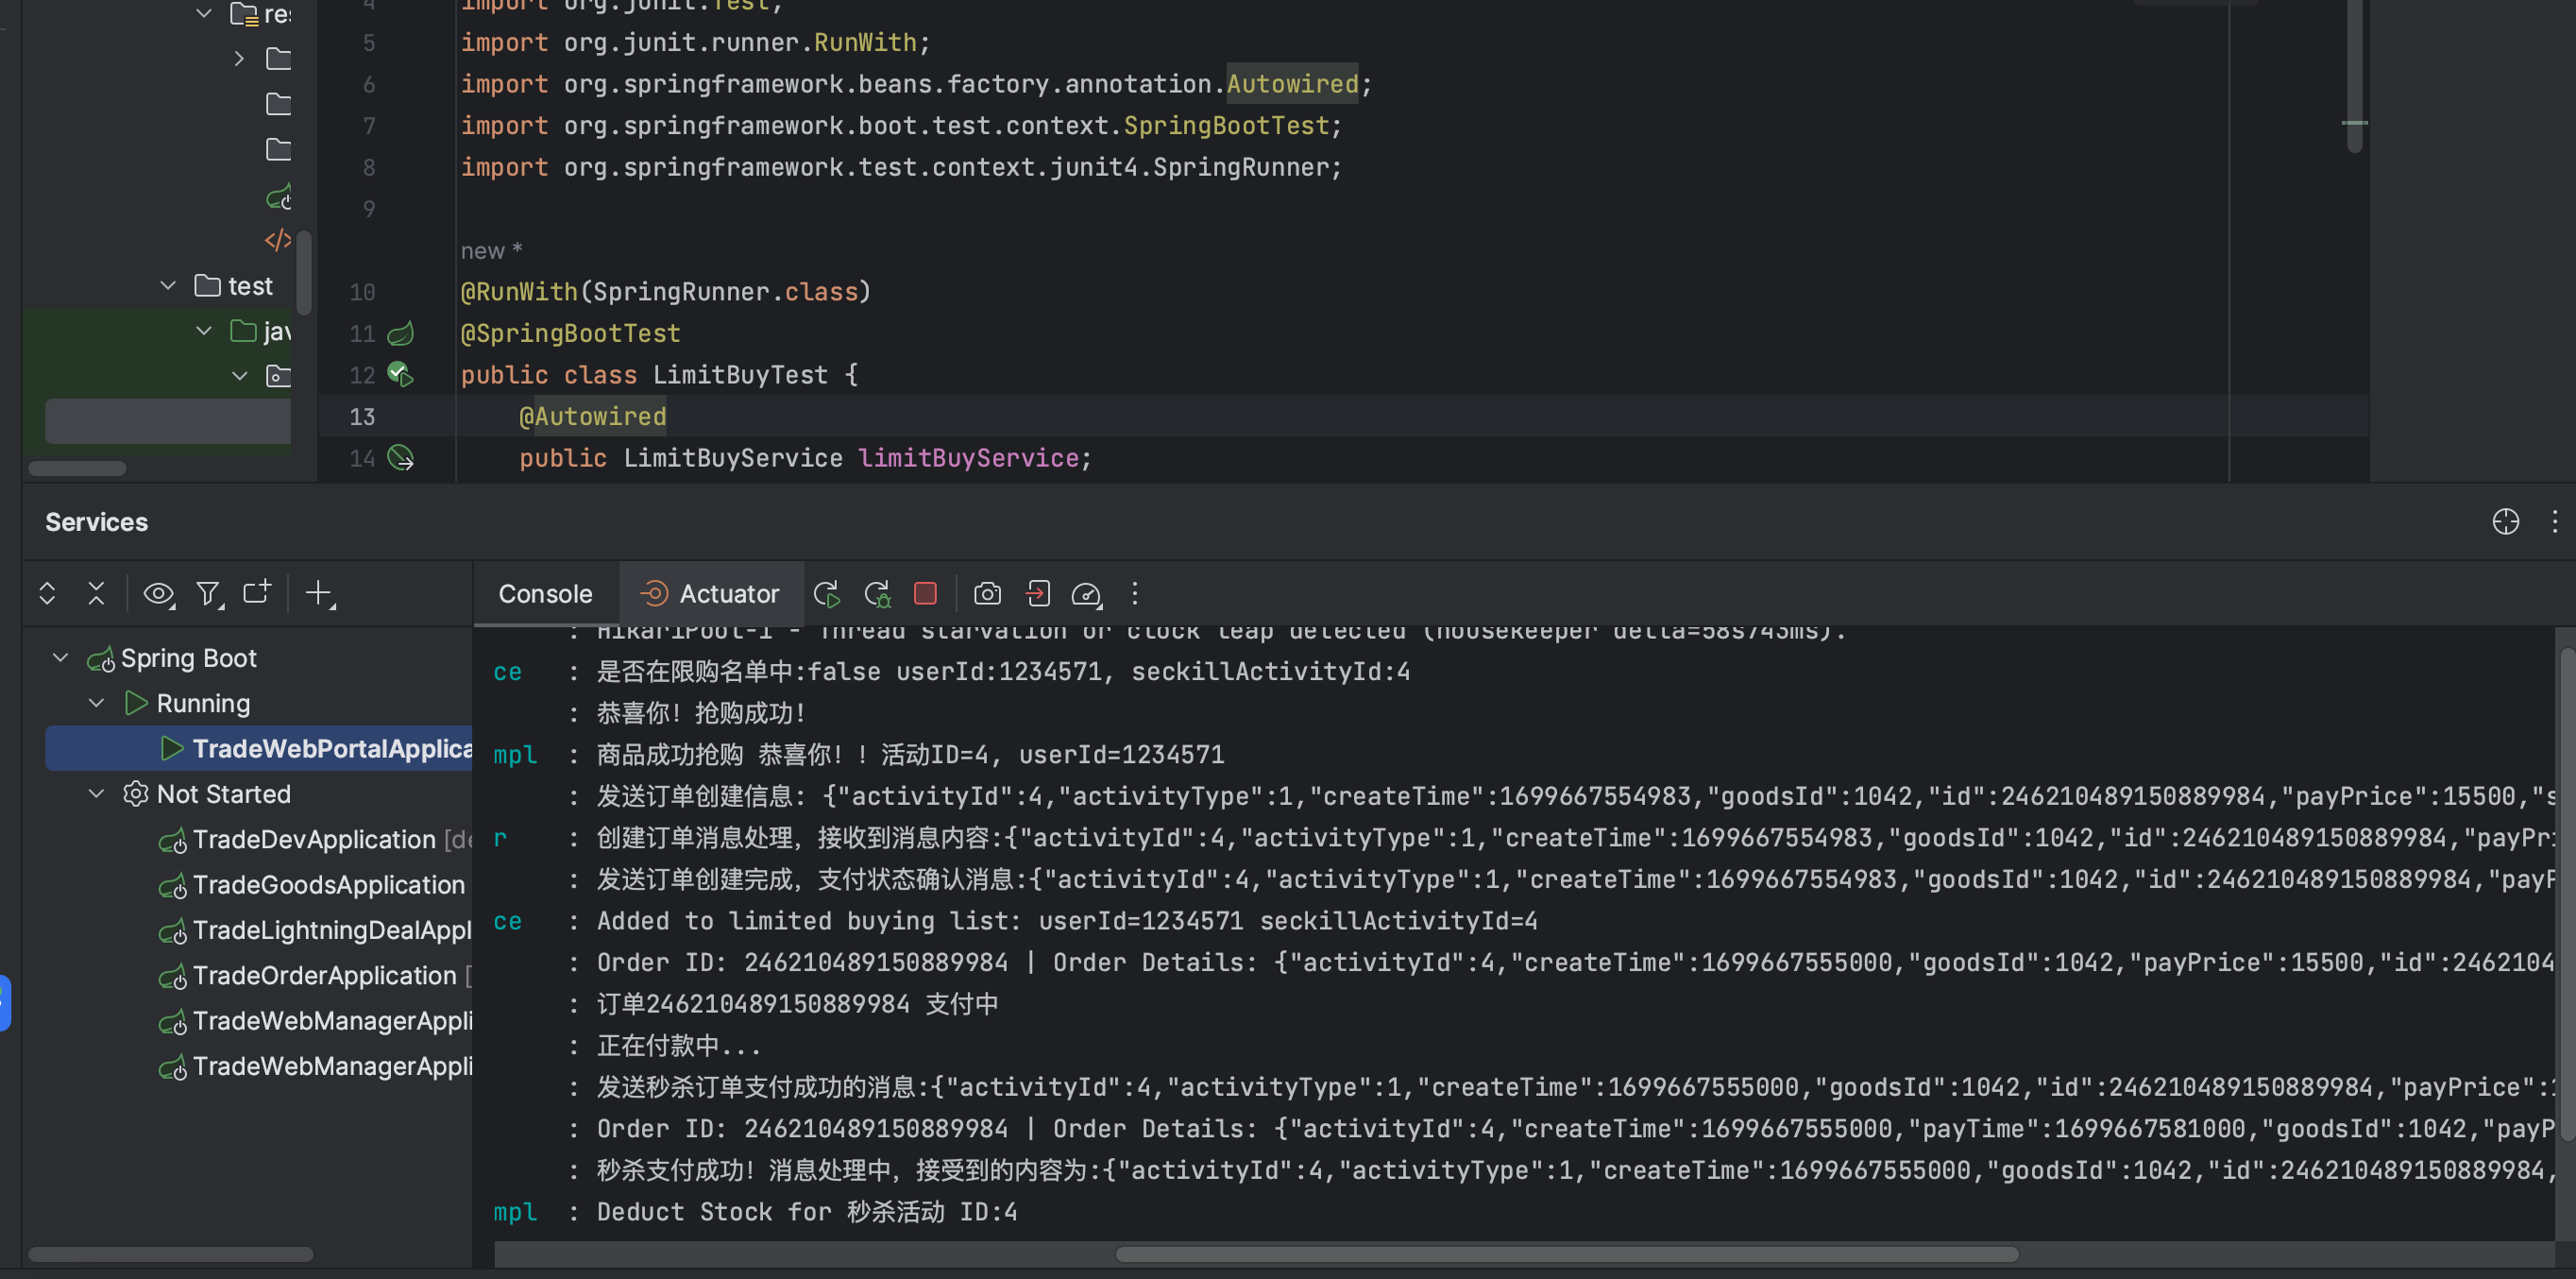 res
test
jav
4 import org.junit.Test;
5 import org.junit.runner.RunWith;
6 import org.springframework.beans.factory.annotation.Autowired;
7 import org.springframework.boot.test.context.SpringBootTest;
8 import org.springframework.test.context.junit4.SpringRunner;
9
new *
10 @RunWith(SpringRunner.class)
11 @SpringBootTest
12 public class LimitBuyTest {
13 @Autowired
14 public LimitBuyService limitBuyService;
Services
Console Actuator
Spring Boot
Running
TradeWebPortalApplica
Not Started
TradeDevApplication [de
TradeGoodsApplication
TradeLightningDealAppl
TradeOrderApplication [
TradeWebManagerAppli
TradeWebManagerAppli
: HikariPool-1 - Thread starvation or clock leap detected (housekeeper delta=58s743ms).
ce : 是否在限购名单中:false userId:1234571, seckillActivityId:4
: 恭喜你！抢购成功！
mpl : 商品成功抢购 恭喜你！！活动ID=4, userId=1234571
: 发送订单创建信息: {"activityId":4,"activityType":1,"createTime":1699667554983,"goodsId":1042,"id":246210489150889984,"payPrice":15500,"s
r : 创建订单消息处理，接收到消息内容:{"activityId":4,"activityType":1,"createTime":1699667554983,"goodsId":1042,"id":246210489150889984,"payPri
: 发送订单创建完成，支付状态确认消息:{"activityId":4,"activityType":1,"createTime":1699667554983,"goodsId":1042,"id":246210489150889984,"payP
ce : Added to limited buying list: userId=1234571 seckillActivityId=4
: Order ID: 246210489150889984 | Order Details: {"activityId":4,"createTime":1699667555000,"goodsId":1042,"payPrice":15500,"id":2462104
: 订单246210489150889984 支付中
: 正在付款中...
: 发送秒杀订单支付成功的消息:{"activityId":4,"activityType":1,"createTime":1699667555000,"goodsId":1042,"id":246210489150889984,"payPrice":1
: Order ID: 246210489150889984 | Order Details: {"activityId":4,"createTime":1699667555000,"payTime":1699667581000,"goodsId":1042,"payP
: 秒杀支付成功！消息处理中，接受到的内容为:{"activityId":4,"activityType":1,"createTime":1699667555000,"goodsId":1042,"id":246210489150889984,
mpl : Deduct Stock for 秒杀活动 ID:4